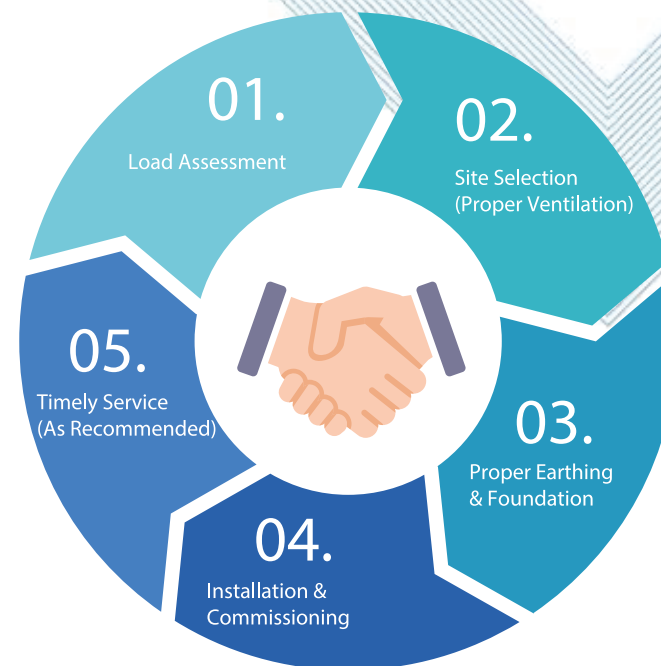 01.
Load Assessment
02.
Site Selection
(Proper Ventilation)
03.
Proper Earthing
& Foundation
04.
Installation &
Commissioning
05.
Timely Service
(As Recommended)